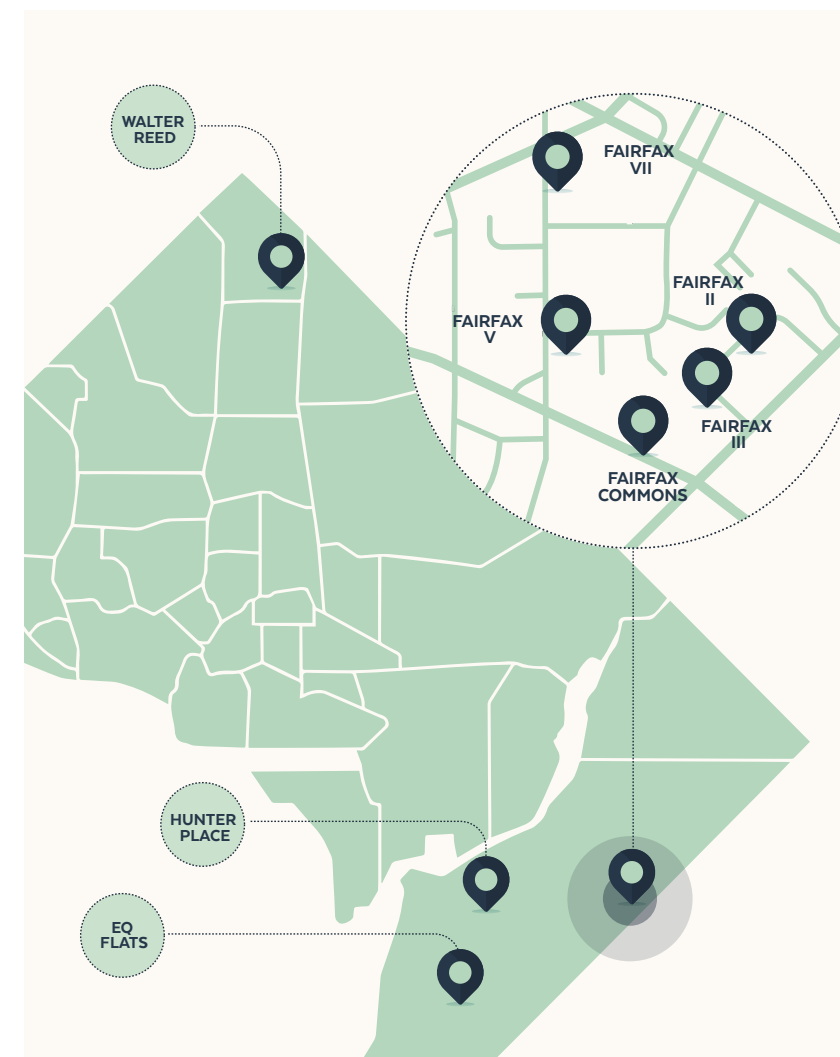 WALTER
REED
FAIRFAX
VII
FAIRFAX
II
FAIRFAX
V
FAIRFAX
III
FAIRFAX
COMMONS
HUNTER
PLACE
EQ
FLATS